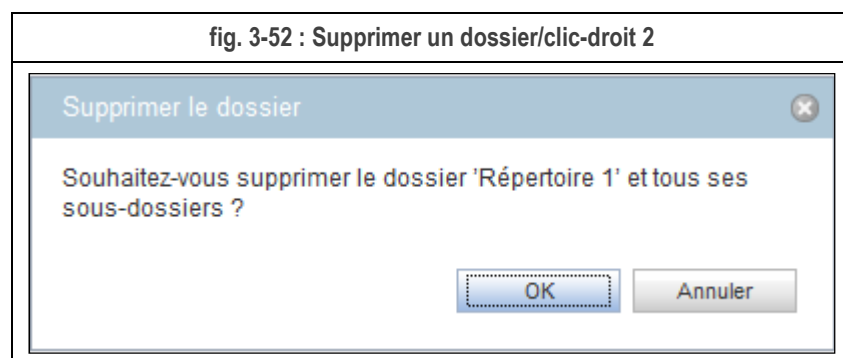 fig. 3-52 : Supprimer un dossier/clic-droit 2
Supprimer le dossier
Souhaitez-vous supprimer le dossier 'Répertoire 1' et tous ses
sous-dossiers ?
OK
Annuler